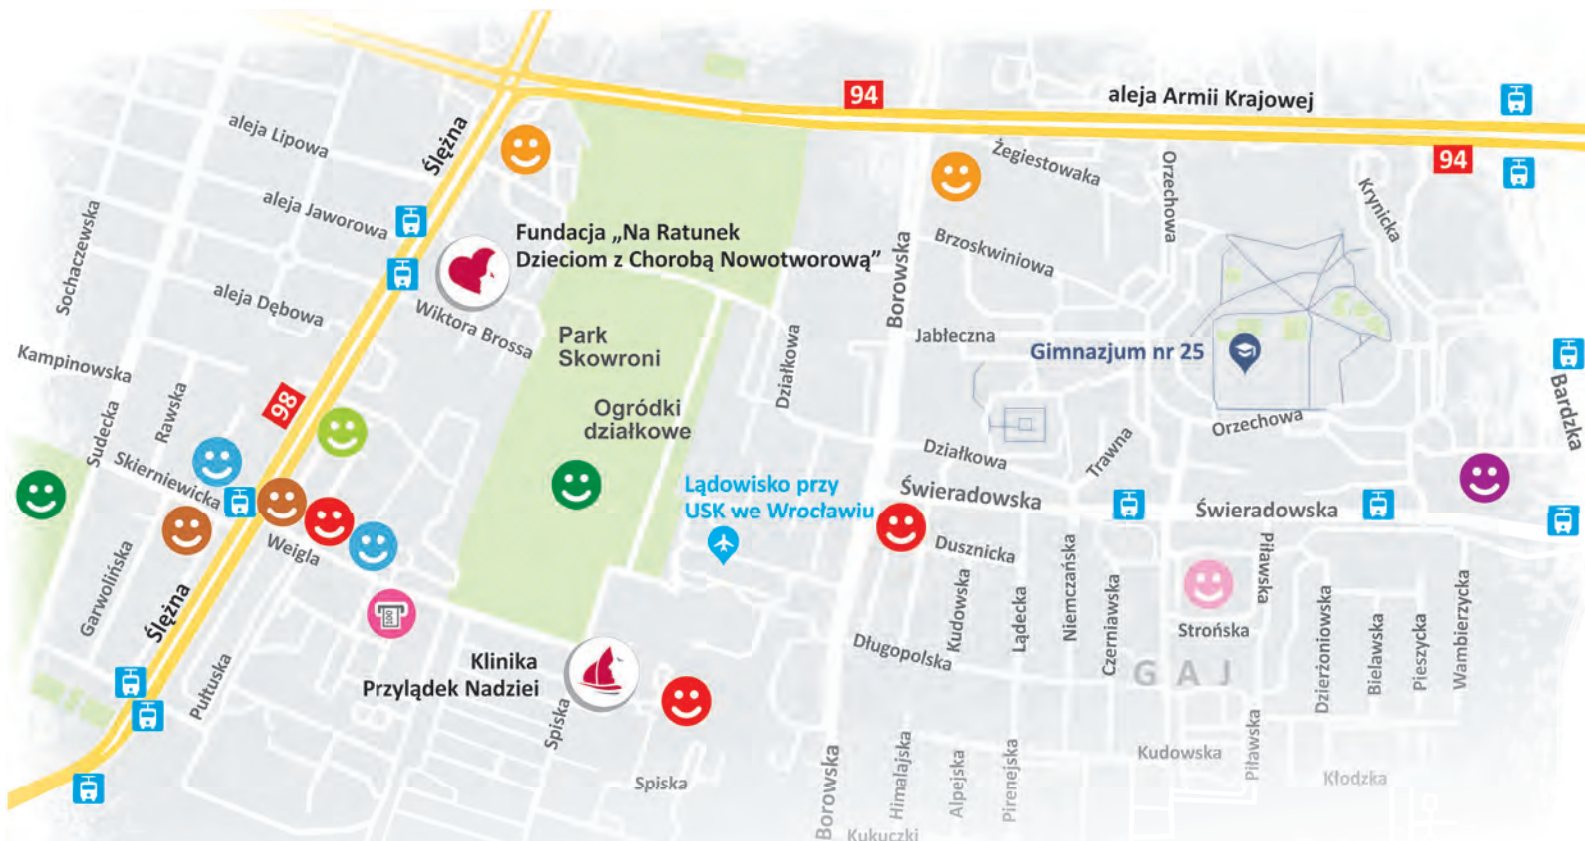 94
aleja Armii Krajowej
94
aleja Lipowa
Ślężna
Żegiestowaka
Orzechowa
Krynicka
aleja Jaworowa
Sochaczewska
Fundacja „Na Ratunek
Dzieciom z Chorobą Nowotworową”
Borowska
Brzoskwiniowa
aleja Dębowa
Wiktora Brossa
Park
Skowroni
Działkowa
Jabłeczna
Gimnazjum nr 25
Kampinowska
Bardzka
98
Rawska
Sudecka
Ogródki
działkowe
Orzechowa
Trawna
Działkowa
Skierniewicka
Lądowisko przy
USK we Wrocławiu
Świeradowska
Świeradowska
Weigla
Dusznicka
Garwolińska
Ślężna
100
Kudowska
Lądecka
Niemczańska
Czerniawska
Piławska
Strońska
Dzierżoniowska
Bielawska
Pieszycka
Wambierzycka
Długopolska
GAJ
Klinika
Przylądek Nadziei
Pułtuska
Spiska
Spiska
Borowska
Himalajska
Alpejska
Pirenejska
Kudowska
Piławska
Kłodzka
Kukuczki